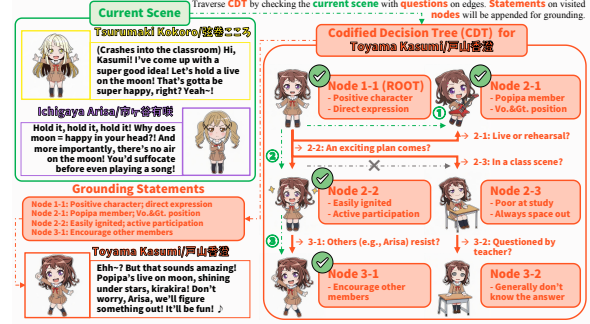 Traverse CDT by checking the current scene with questions on edges. Statements on visited
nodes will be appended for grounding.
Current Scene
Tsurumaki Kokoro/弦巻こころ
(Crashes into the classroom) Hi,
Kasumi! I've come up with a
super good idea! Let's hold a live
on the moon! That's gotta be
super happy, right? Yeah~!
Ichigaya Arisa/市ヶ谷有咲
Hold it, hold it, hold it! Why does
moon = happy in your head?! And
more importantly, there's no air
on the moon! You'd suffocate
before even playing a song!
Grounding Statements
Node 1-1: Positive character; direct expression
Node 2-1: Popipa member; Vo.&Gt. position
Node 2-2: Easily ignited; active participation
Node 3-1: Encourage other members
Toyama Kasumi/戸山香澄
Ehh~? But that sounds amazing!
Popipa's live on moon, shining
under stars, kirakira! Don't
worry, Arisa, we'll figure
something out! It'll be fun! ♪
Codified Decision Tree (CDT) for
Toyama Kasumi/戸山香澄
Node 1-1 (ROOT)
- Positive character
- Direct expression
Node 2-1
- Popipa member
- Vo.&Gt. position
①
2-1: Live or rehearsal?
②
2-2: An exciting plan comes?
2-3: In a class scene?
Node 2-2
- Easily ignited
- Active participation
Node 2-3
- Poor at study
- Always space out
③
3-1: Others (e.g., Arisa) resist?
3-2: Questioned by
teacher?
Node 3-1
- Encourage other
members
Node 3-2
- Generally don't
know the answer